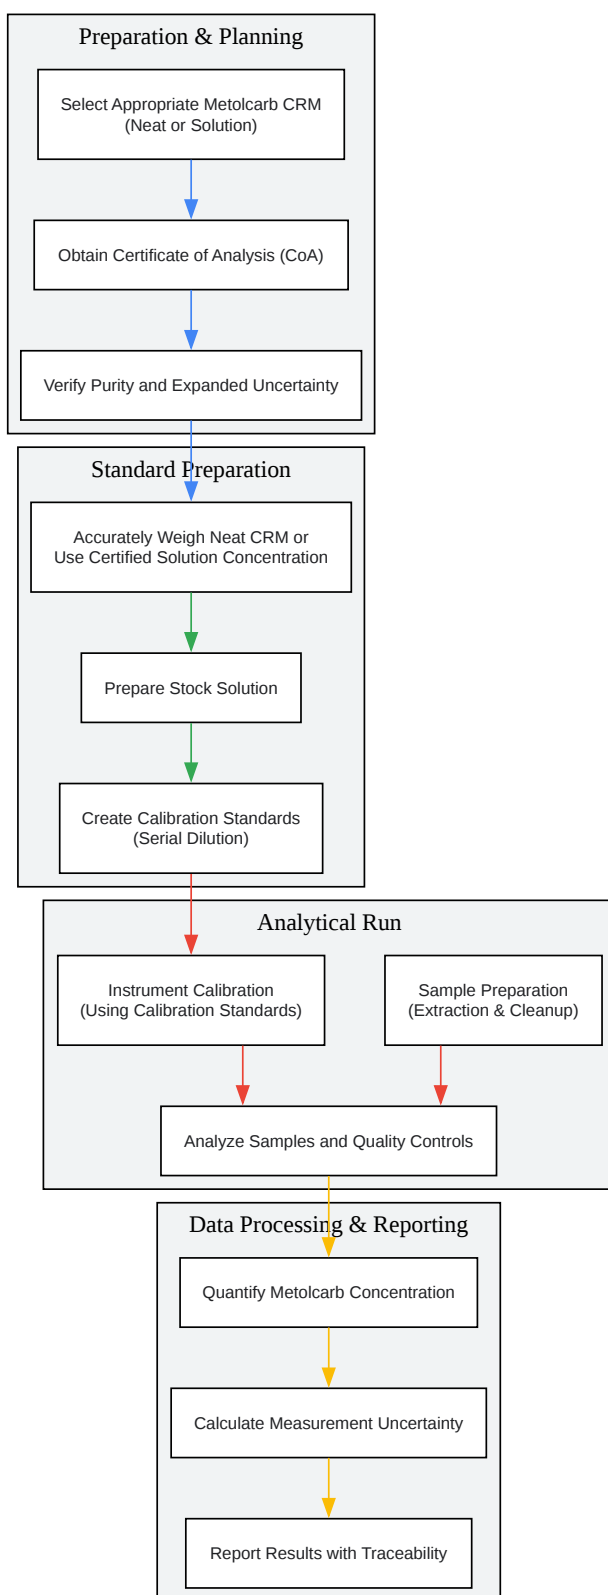 Preparation & Planning
Select Appropriate Metolcarb CRM
(Neat or Solution)
Obtain Certificate of Analysis (CoA)
Verify Purity and Expanded Uncertainty
Standard Preparation
Accurately Weigh Neat CRM or
Use Certified Solution Concentration
Prepare Stock Solution
Create Calibration Standards
(Serial Dilution)
Analytical Run
Instrument Calibration
(Using Calibration Standards)
Sample Preparation
(Extraction & Cleanup)
Analyze Samples and Quality Controls
Data Processing & Reporting
Quantify Metolcarb Concentration
Calculate Measurement Uncertainty
Report Results with Traceability